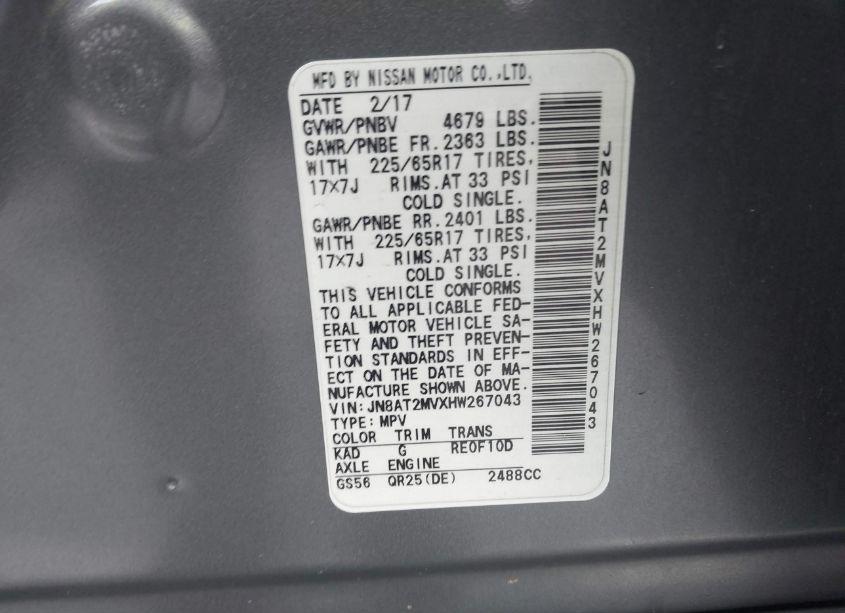 MFD BY NISSAN MOTOR CO.,LTD.
DATE 2/17
GVWR/PNBV 4679 LBS.
GAWR/PNBE FR. 2363 LBS.
WITH 225/65R17 TIRES,
17×7J RIMS.AT 33 PSI
COLD SINGLE.
GAWR/PNBE RR. 2401 LBS.
WITH 225/65R17 TIRES,
17×7J RIMS.AT 33 PSI
COLD SINGLE.
THIS VEHICLE CONFORMS
TO ALL APPLICABLE FED-
ERAL MOTOR VEHICLE SA-
FETY AND THEFT PREVEN-
TION STANDARDS IN EFF-
ECT ON THE DATE OF MA-
NUFACTURE SHOWN ABOVE.
VIN:JN8AT2MVXHW267043
TYPE:MPV
COLOR TRIM TRANS
KAD G RE0F10D
AXLE ENGINE
GS56 QR25(DE) 2488CC
JN8AT2MVXHW267043